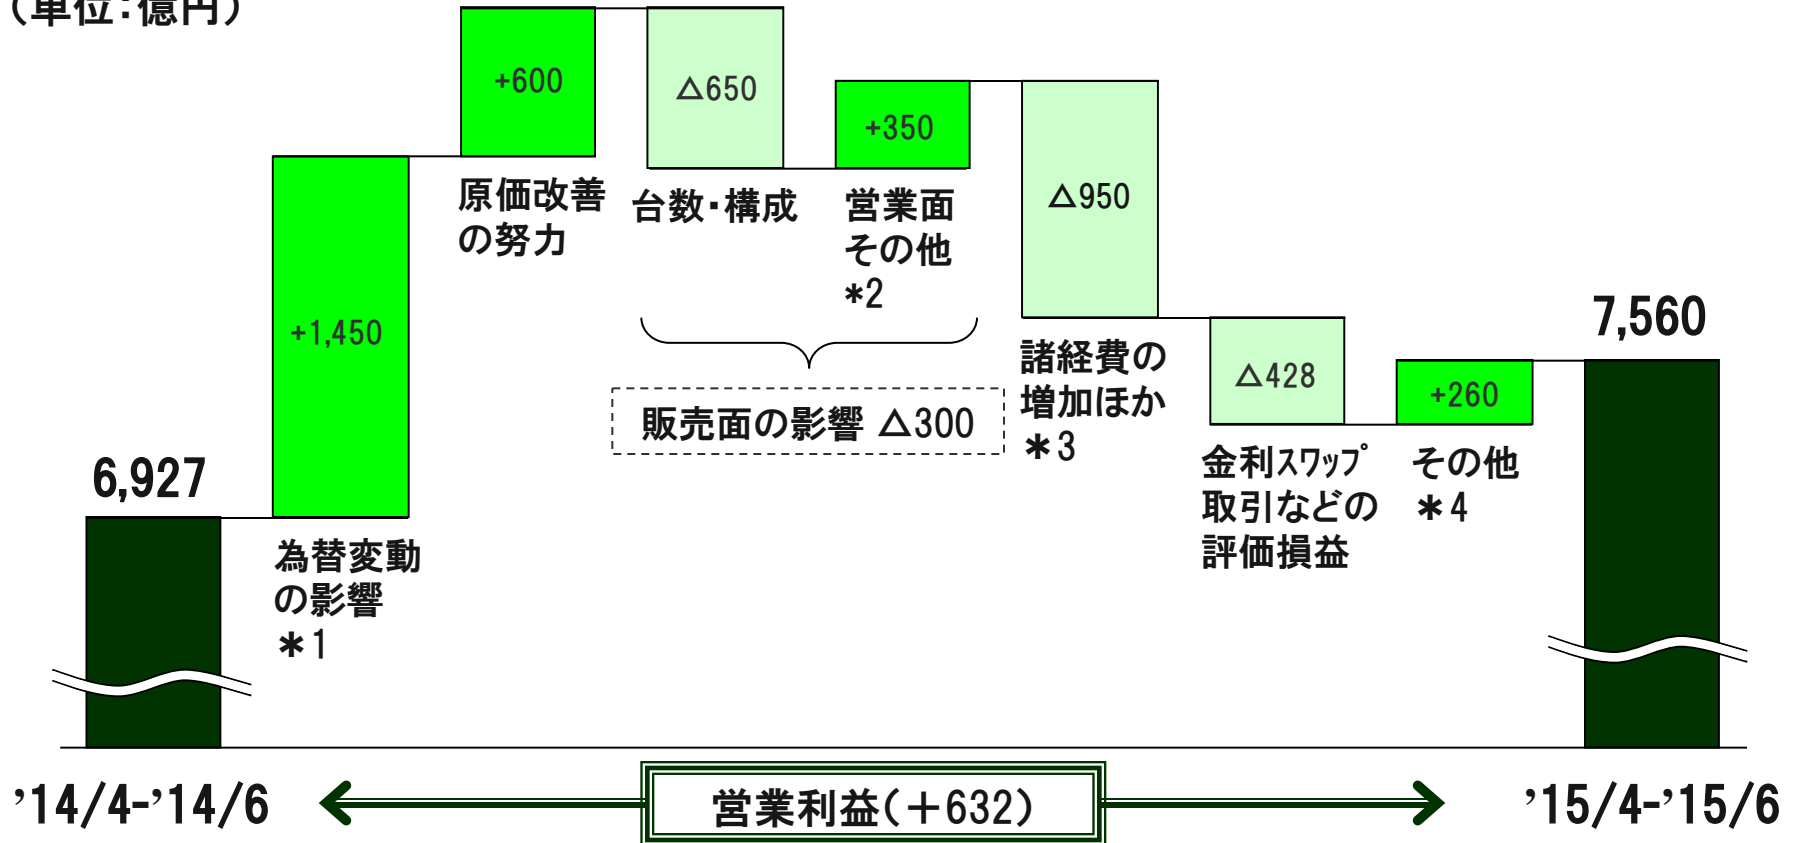 (単位:億円)
+600
△650
+350
△950
+1,450
△428
+260
原価改善
の努力
台数・構成
営業面
その他
*2
販売面の影響 △300
諸経費の
増加ほか
*3
金利ｽﾜｯﾌﾟ
取引などの
評価損益
その他
*4
為替変動
の影響
*1
6,927
7,560
'14/4-'14/6
営業利益(+632)
'15/4-'15/6